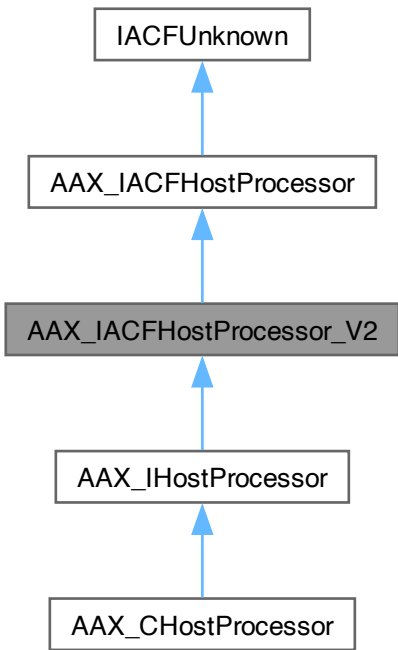 IACFUnknown
AAX_IACFHostProcessor
AAX_IACFHostProcessor_V2
AAX_IHostProcessor
AAX_CHostProcessor